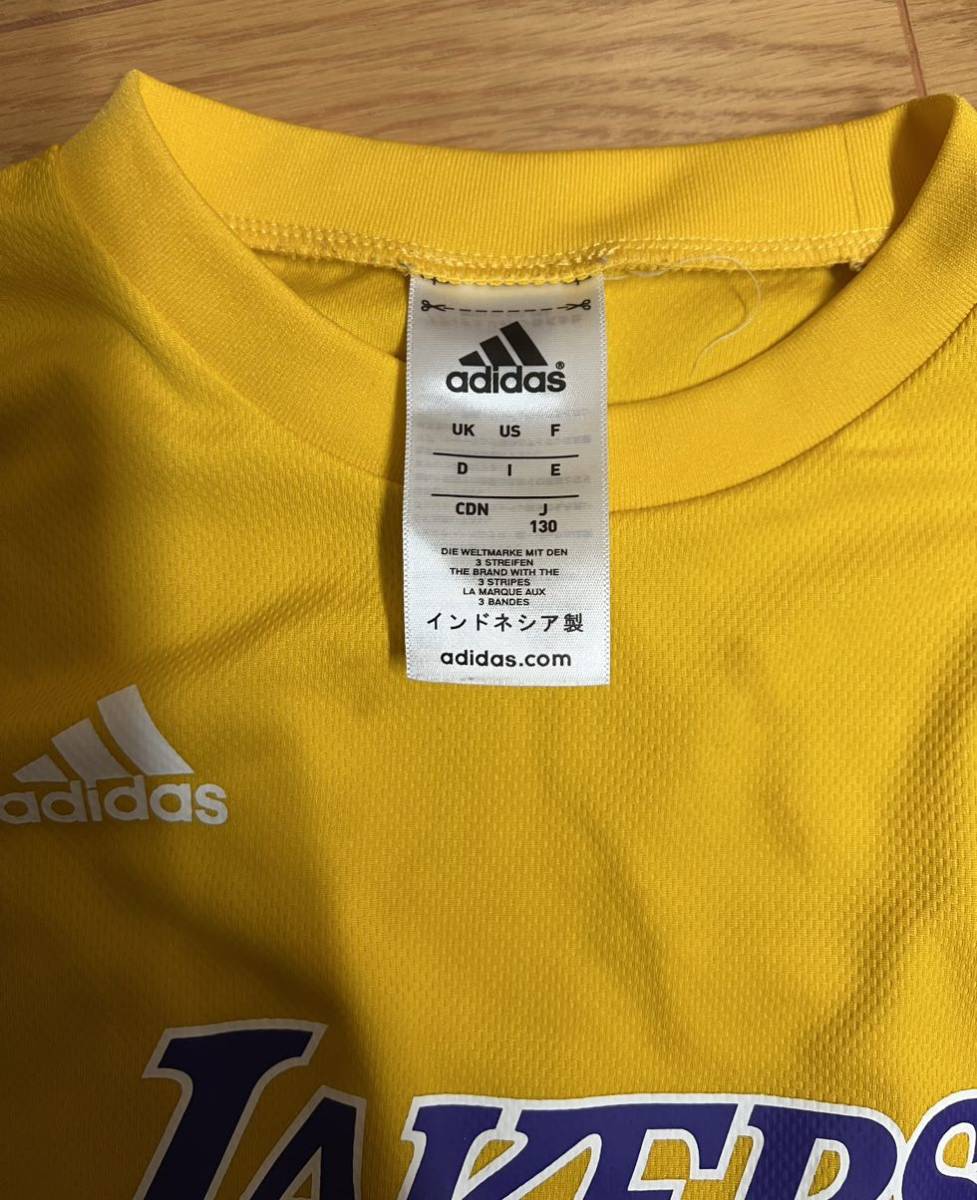 adidas®
UK US F
D I E
CDN J
130
DIE WELTMARKE MIT DEN
3 STREIFEN
THE BRAND WITH THE
3 STRIPES
LA MARQUE AUX
3 BANDES
インドネシア製
adidas.com
adidas
LAKERS